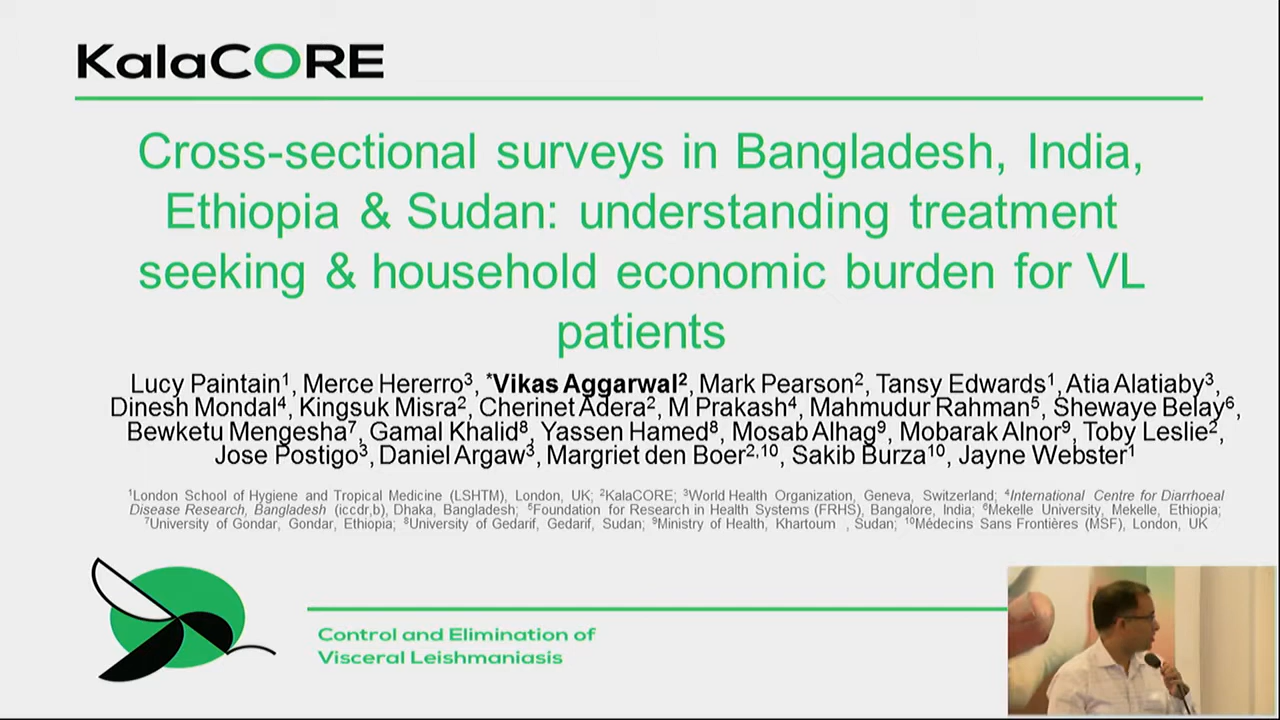 KalaCORE
Cross-sectional surveys in Bangladesh, India,
Ethiopia & Sudan: understanding treatment
seeking & household economic burden for VL
patients
Lucy Paintain¹, Merce Hererro³, *Vikas Aggarwal², Mark Pearson², Tansy Edwards¹, Atia Alatiaby³,
Dinesh Mondal⁴, Kingsuk Misra², Cherinet Adera², M Prakash⁴, Mahmudur Rahman⁵, Shewaye Belay⁶,
Bewketu Mengesha⁷, Gamal Khalid⁸, Yassen Hamed⁸, Mosab Alhag⁹, Mobarak Alnor⁹, Toby Leslie²,
Jose Postigo³, Daniel Argaw³, Margriet den Boer²,¹⁰, Sakib Burza¹⁰, Jayne Webster¹
¹London School of Hygiene and Tropical Medicine (LSHTM), London, UK; ²KalaCORE; ³World Health Organization, Geneva, Switzerland; ⁴International Centre for Diarrhoeal
Disease Research, Bangladesh (iccdr,b), Dhaka, Bangladesh; ⁵Foundation for Research in Health Systems (FRHS), Bangalore, India; ⁶Mekelle University, Mekelle, Ethiopia;
⁷University of Gondar, Gondar, Ethiopia; ⁸University of Gedarif, Gedarif, Sudan; ⁹Ministry of Health, Khartoum , Sudan; ¹⁰Médecins Sans Frontières (MSF), London, UK
Control and Elimination of
Visceral Leishmaniasis